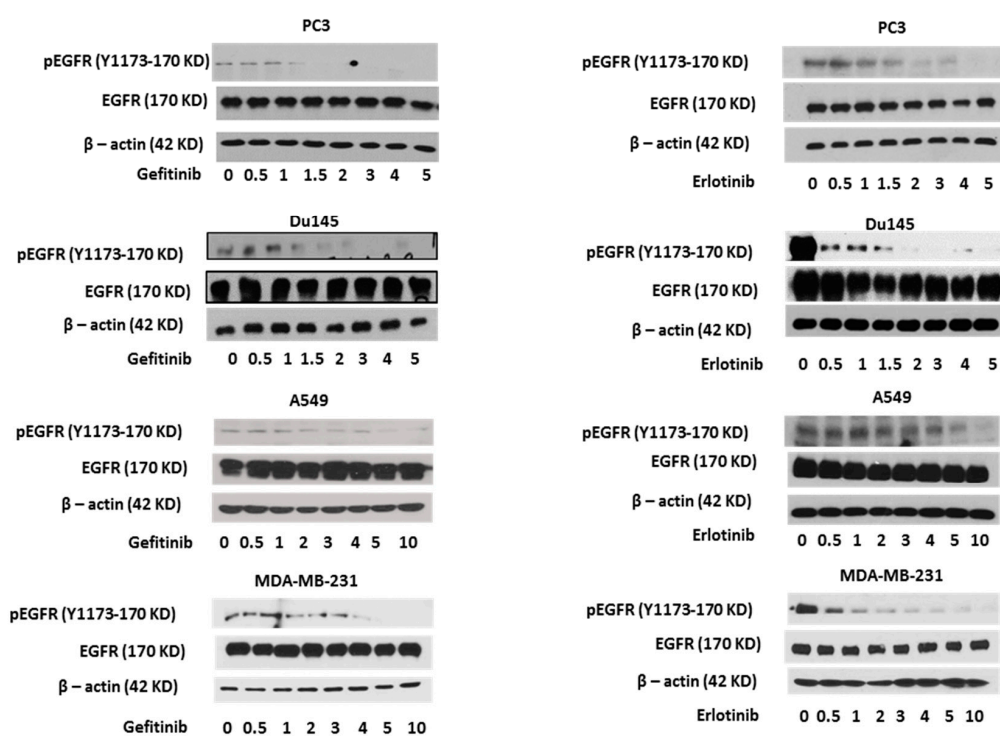 PC3
pEGFR (Y1173-170 KD)
EGFR (170 KD)
β – actin (42 KD)
Gefitinib 0 0.5 1 1.5 2 3 4 5
Du145
pEGFR (Y1173-170 KD)
EGFR (170 KD)
β – actin (42 KD)
Gefitinib 0 0.5 1 1.5 2 3 4 5
A549
pEGFR (Y1173-170 KD)
EGFR (170 KD)
β – actin (42 KD)
Gefitinib 0 0.5 1 2 3 4 5 10
MDA-MB-231
pEGFR (Y1173-170 KD)
EGFR (170 KD)
β – actin (42 KD)
Gefitinib 0 0.5 1 2 3 4 5 10
PC3
pEGFR (Y1173-170 KD)
EGFR (170 KD)
β – actin (42 KD)
Erlotinib 0 0.5 1 1.5 2 3 4 5
Du145
pEGFR (Y1173-170 KD)
EGFR (170 KD)
β – actin (42 KD)
Erlotinib 0 0.5 1 1.5 2 3 4 5
A549
pEGFR (Y1173-170 KD)
EGFR (170 KD)
β – actin (42 KD)
Erlotinib 0 0.5 1 2 3 4 5 10
MDA-MB-231
pEGFR (Y1173-170 KD)
EGFR (170 KD)
β – actin (42 KD)
Erlotinib 0 0.5 1 2 3 4 5 10